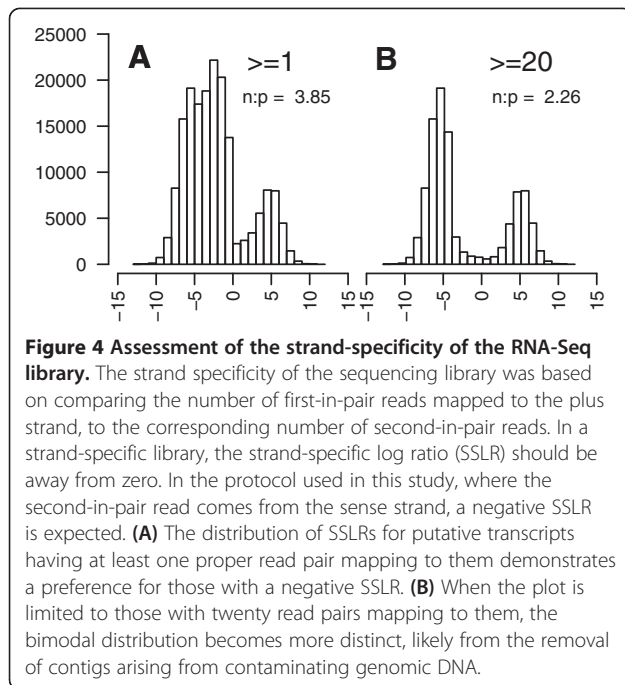 25000
20000
15000
10000
5000
0
A
>=1
n:p = 3.85
B
>=20
n:p = 2.26
−15
−10
−5
0
5
10
15
−15
−10
−5
0
5
10
15
Figure 4 Assessment of the strand-specificity of the RNA-Seq
library. The strand specificity of the sequencing library was based
on comparing the number of first-in-pair reads mapped to the plus
strand, to the corresponding number of second-in-pair reads. In a
strand-specific library, the strand-specific log ratio (SSLR) should be
away from zero. In the protocol used in this study, where the
second-in-pair read comes from the sense strand, a negative SSLR
is expected. (A) The distribution of SSLRs for putative transcripts
having at least one proper read pair mapping to them demonstrates
a preference for those with a negative SSLR. (B) When the plot is
limited to those with twenty read pairs mapping to them, the
bimodal distribution becomes more distinct, likely from the removal
of contigs arising from contaminating genomic DNA.